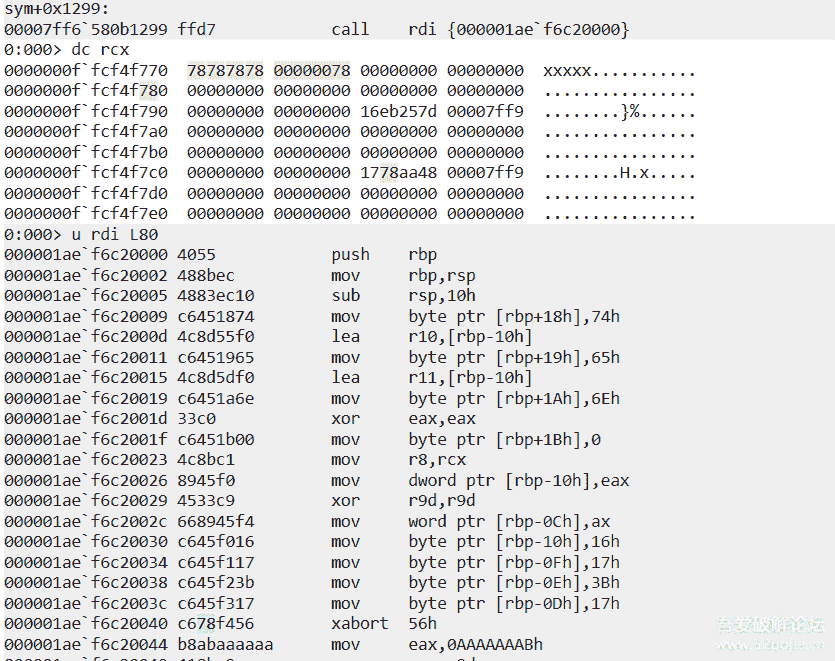 sym+0x1299:
00007ff6`580b1299 ffd7 call rdi {000001ae`f6c20000}
0:000> dc rcx
0000000f`fcf4f770 78787878 00000078 00000000 00000000 xxxxx...........
0000000f`fcf4f780 00000000 00000000 00000000 00000000 ................
0000000f`fcf4f790 00000000 00000000 16eb257d 00007ff9 ........}%......
0000000f`fcf4f7a0 00000000 00000000 00000000 00000000 ................
0000000f`fcf4f7b0 00000000 00000000 00000000 00000000 ................
0000000f`fcf4f7c0 00000000 00000000 1778aa48 00007ff9 ........H.x.....
0000000f`fcf4f7d0 00000000 00000000 00000000 00000000 ................
0000000f`fcf4f7e0 00000000 00000000 00000000 00000000 ................
0:000> u rdi L80
000001ae`f6c20000 4055 push rbp
000001ae`f6c20002 488bec mov rbp,rsp
000001ae`f6c20005 4883ec10 sub rsp,10h
000001ae`f6c20009 c6451874 mov byte ptr [rbp+18h],74h
000001ae`f6c2000d 4c8d55f0 lea r10,[rbp-10h]
000001ae`f6c20011 c6451965 mov byte ptr [rbp+19h],65h
000001ae`f6c20015 4c8d5df0 lea r11,[rbp-10h]
000001ae`f6c20019 c6451a6e mov byte ptr [rbp+1Ah],6Eh
000001ae`f6c2001d 33c0 xor eax,eax
000001ae`f6c2001f c6451b00 mov byte ptr [rbp+1Bh],0
000001ae`f6c20023 4c8bc1 mov r8,rcx
000001ae`f6c20026 8945f0 mov dword ptr [rbp-10h],eax
000001ae`f6c20029 4533c9 xor r9d,r9d
000001ae`f6c2002c 668945f4 mov word ptr [rbp-0Ch],ax
000001ae`f6c20030 c645f016 mov byte ptr [rbp-10h],16h
000001ae`f6c20034 c645f117 mov byte ptr [rbp-0Fh],17h
000001ae`f6c20038 c645f23b mov byte ptr [rbp-0Eh],3Bh
000001ae`f6c2003c c645f317 mov byte ptr [rbp-0Dh],17h
000001ae`f6c20040 c678f456 xabort 56h
000001ae`f6c20044 b8abaaaaaa mov eax,0AAAAAAABh
吾爱破解论坛
www.52pojie.cn